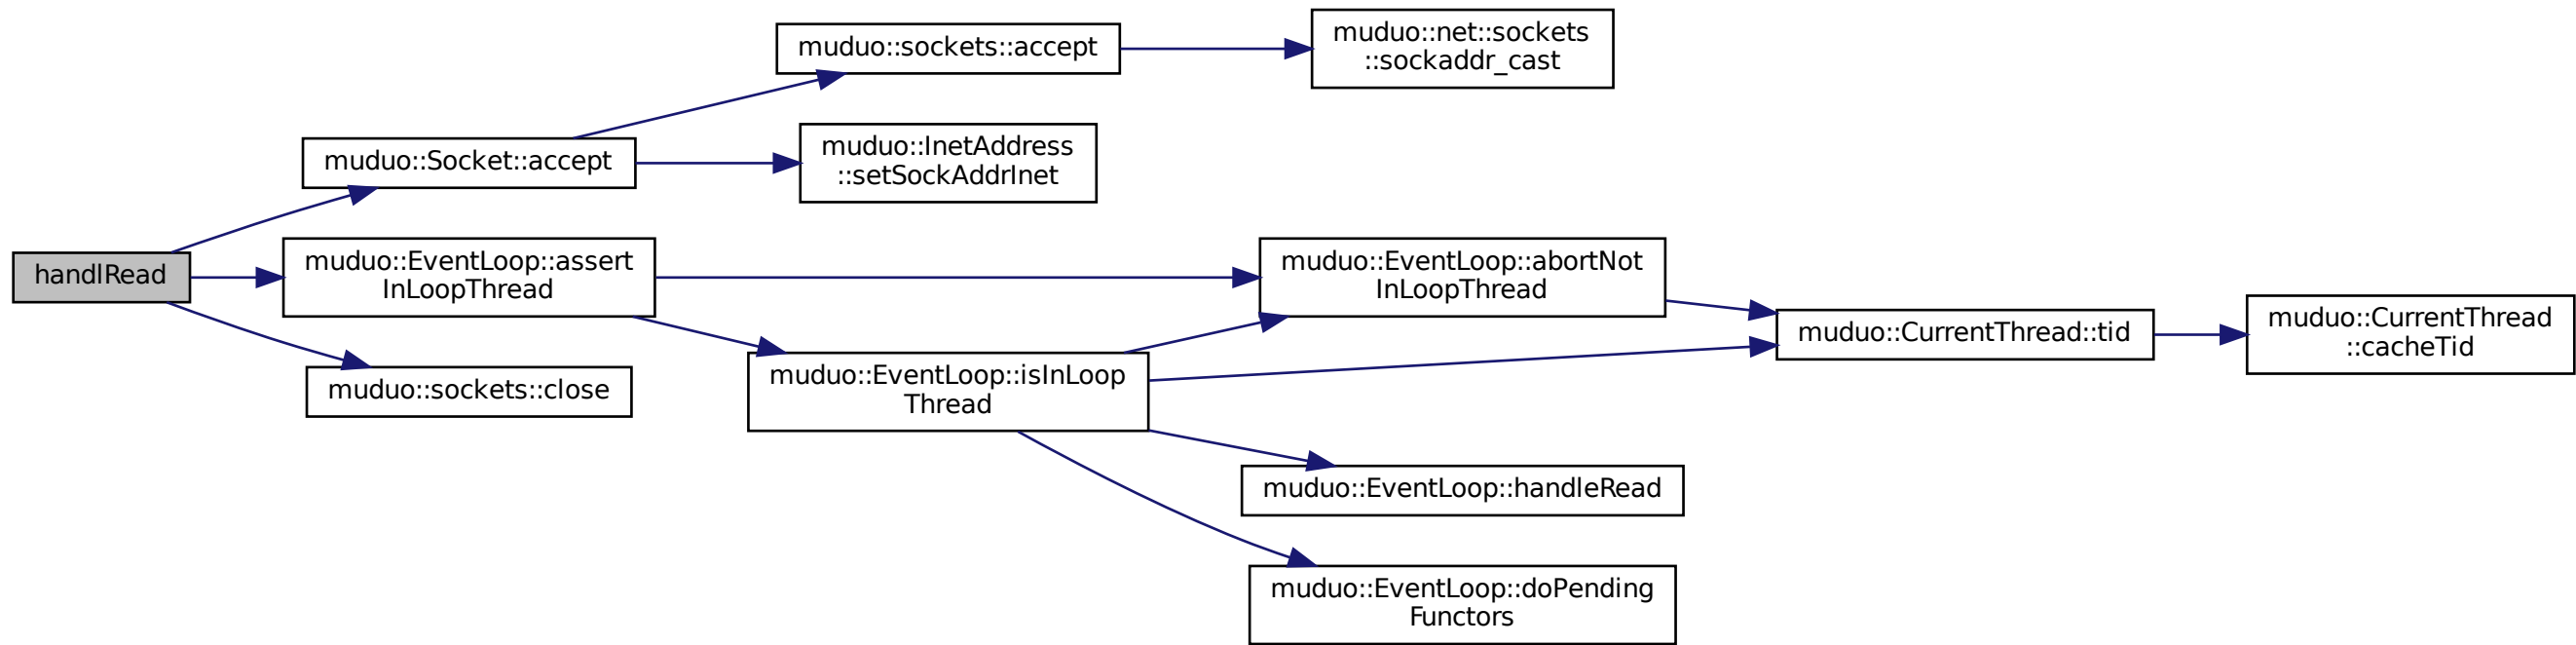 muduo::sockets::accept
muduo::net::sockets
::sockaddr_cast
muduo::Socket::accept
muduo::InetAddress
::setSockAddrInet
handlRead
muduo::EventLoop::assert
InLoopThread
muduo::EventLoop::abortNot
InLoopThread
muduo::CurrentThread::tid
muduo::CurrentThread
::cacheTid
muduo::sockets::close
muduo::EventLoop::isInLoop
Thread
muduo::EventLoop::handleRead
muduo::EventLoop::doPending
Functors